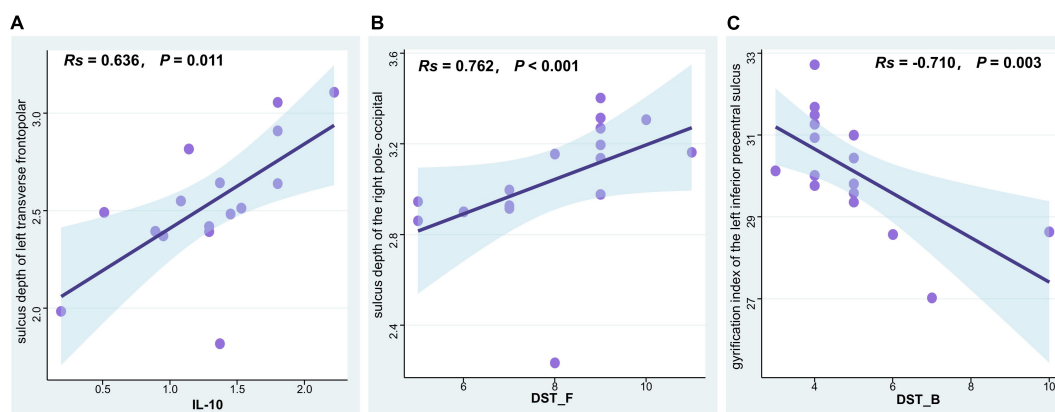 A
Rs = 0.636, P = 0.011
sulcus depth of left transverse frontopolar
3.0
2.5
2.0
0.5 1.0 1.5 2.0
IL-10
B
Rs = 0.762, P < 0.001
sulcus depth of the right pole- occipital
3.6
3.2
2.8
2.4
6 8 10
DST_F
C
Rs = -0.710, P = 0.003
gyrification index of the left inferior precentral sulcus
33
31
29
27
4 6 8 10
DST_B